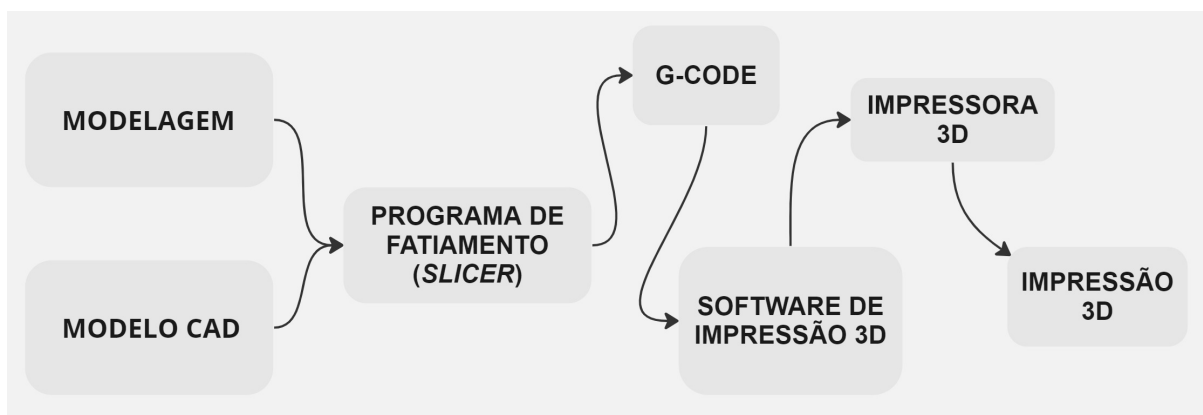 MODELAGEM
MODELO CAD
PROGRAMA DE
FATIAMENTO
(SLICER)
G-CODE
SOFTWARE DE
IMPRESSÃO 3D
IMPRESSORA
3D
IMPRESSÃO
3D